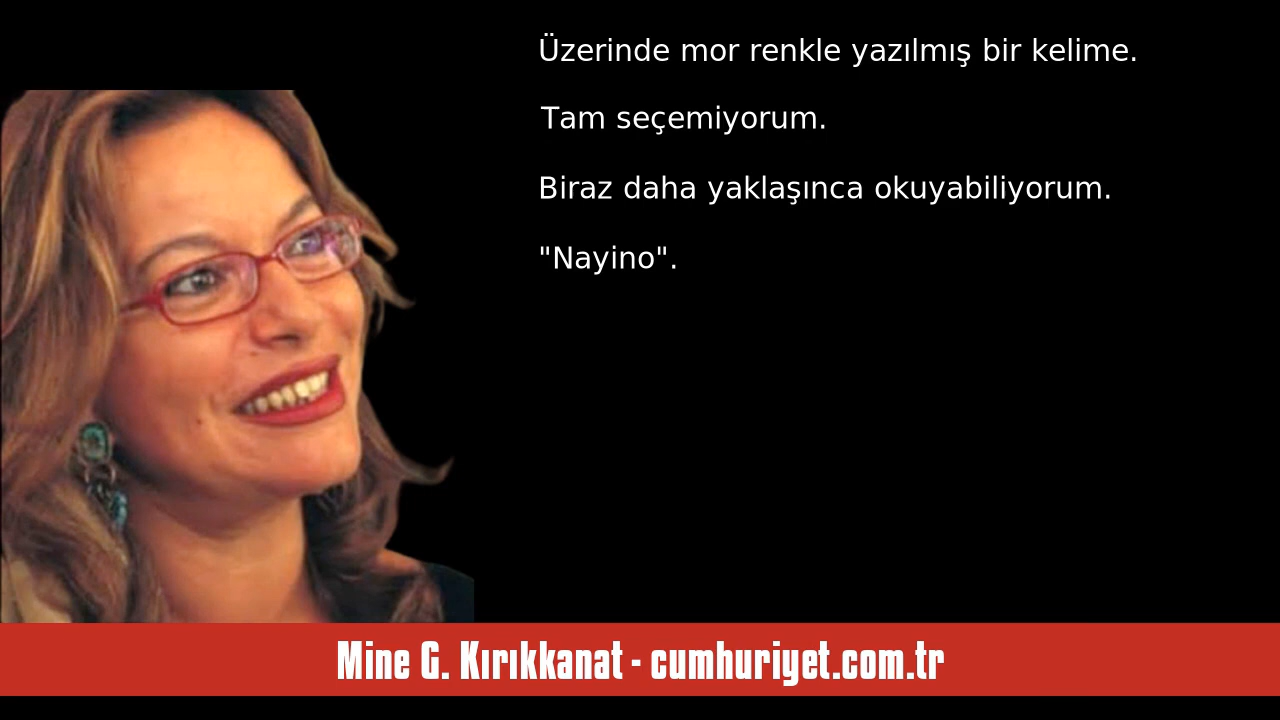 Üzerinde mor renkle yazılmış bir kelime.
Tam seçemiyorum.
Biraz daha yaklaşınca okuyabiliyorum.
"Nayino".
Mine G. Kırıkkanat - cumhuriyet.com.tr